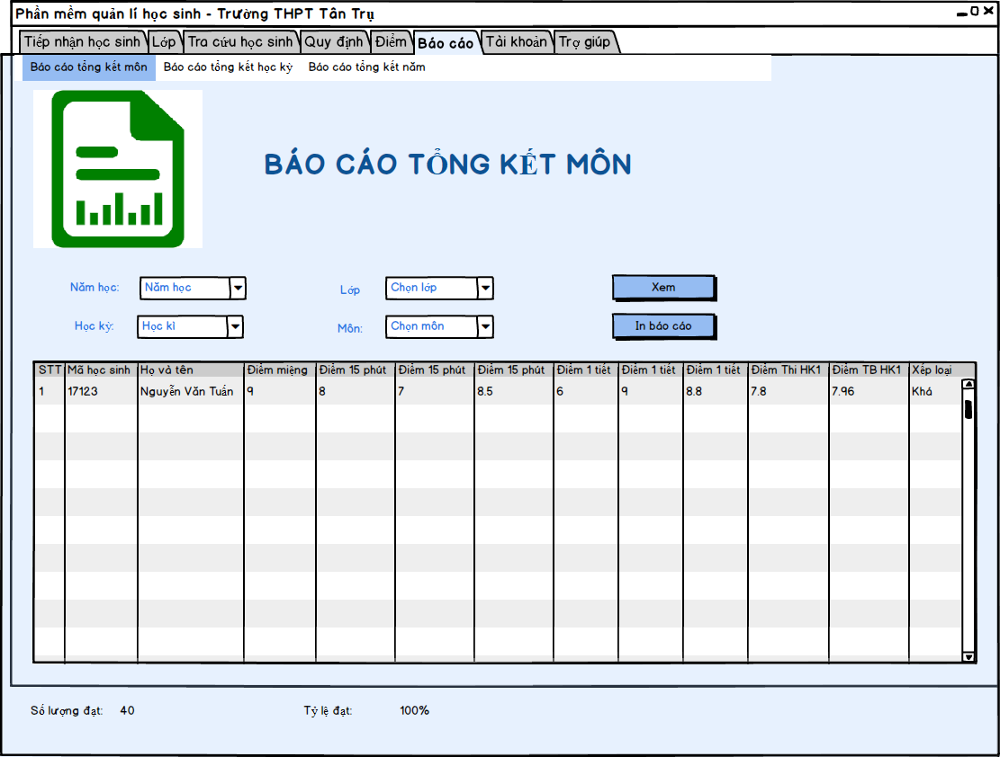 Phần mềm quản lí học sinh - Trường THPT Tân Trụ
Tiếp nhận học sinh Lớp Tra cứu học sinh Quy định Điểm Báo cáo Tài khoản Trợ giúp
Báo cáo tổng kết môn Báo cáo tổng kết học kỳ Báo cáo tổng kết năm
BÁO CÁO TỔNG KẾT MÔN
Năm học: Năm học Lớp Chọn lớp Xem
Học kỳ: Học kì Môn: Chọn môn In báo cáo
STT Mã học sinh Họ và tên Điểm miệng Điểm 15 phút Điểm 15 phút Điểm 15 phút Điểm 1 tiết Điểm 1 tiết Điểm 1 tiết Điểm Thi HK1 Điểm TB HK1 Xếp loại
1 17123 Nguyễn Văn Tuấn 9 8 7 8.5 6 9 8.8 7.8 7.96 Khá
Số lượng đạt: 40 Tỷ lệ đạt: 100%